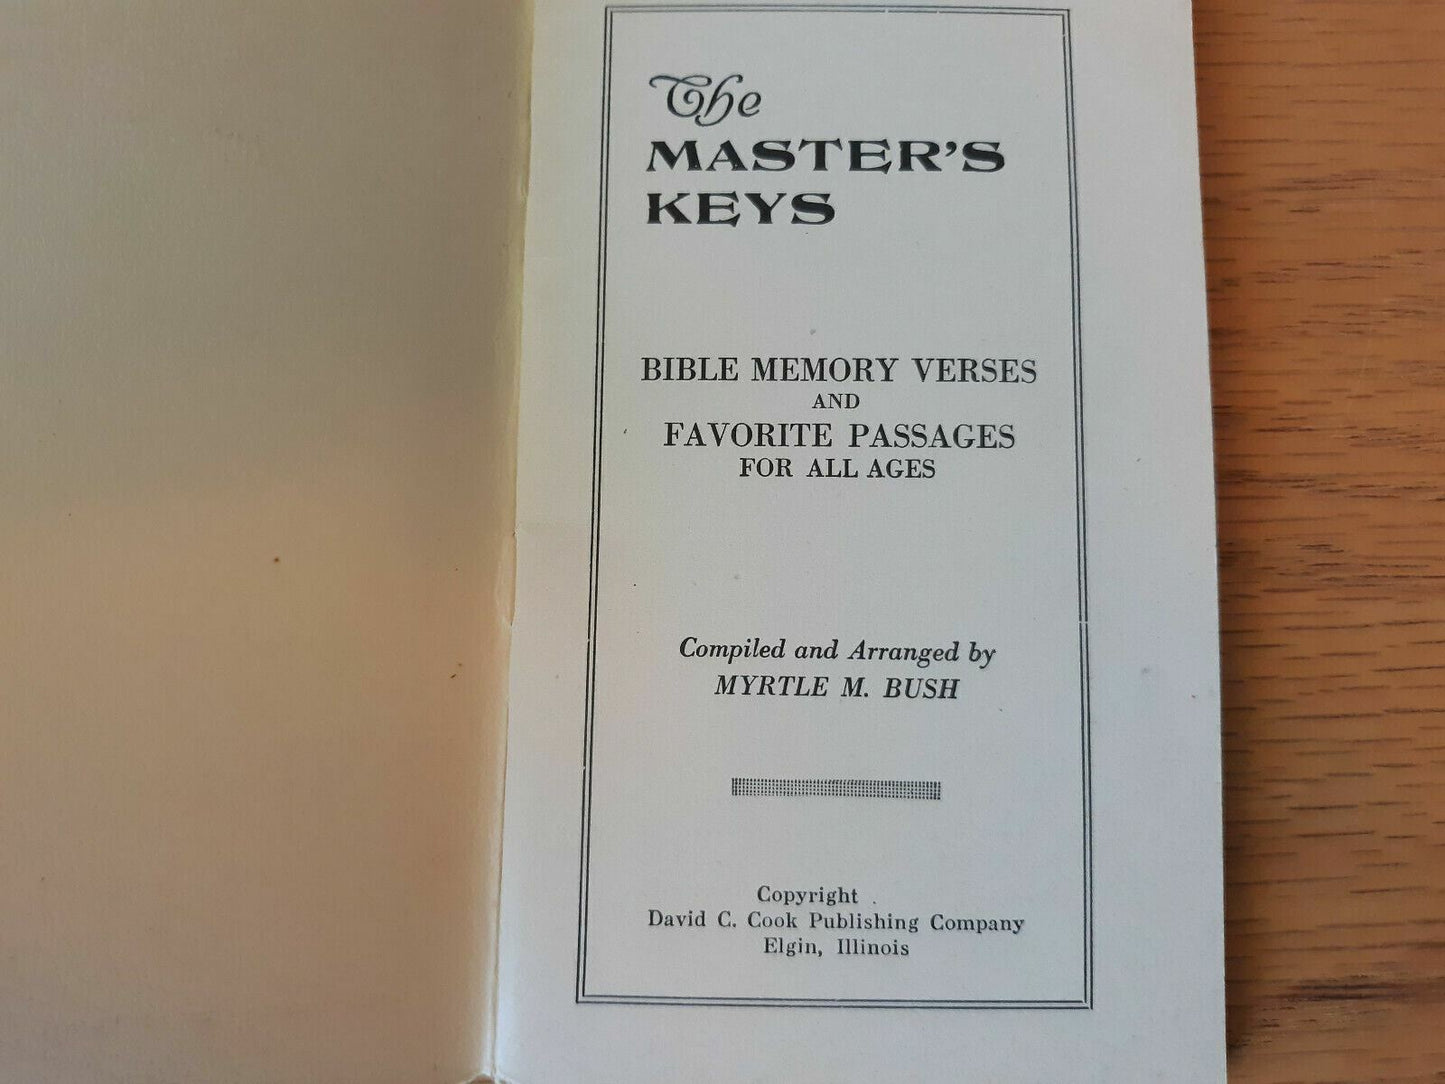 The
MASTER'S
KEYS
BIBLE MEMORY VERSES
AND
FAVORITE PASSAGES
FOR ALL AGES
Compiled and Arranged by
MYRTLE M. BUSH
Copyright
David C. Cook Publishing Company
Elgin, Illinois